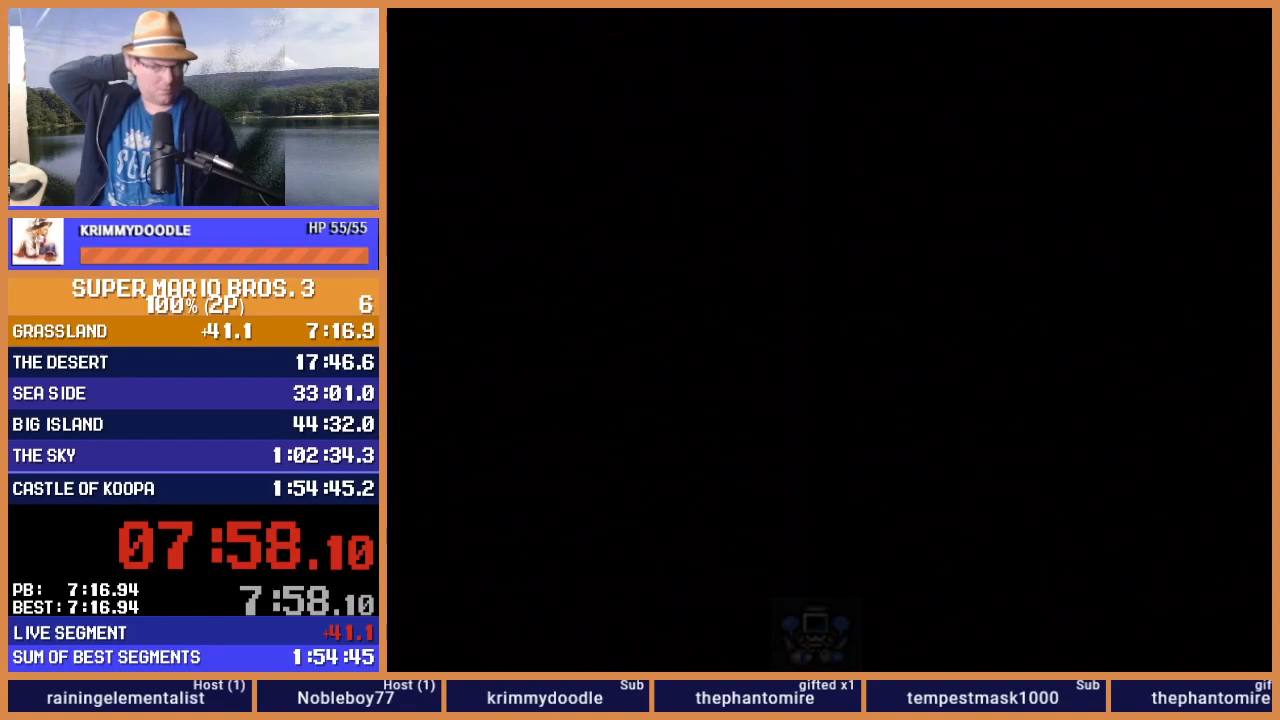 KRIMMYDOODLE HP 55/55
SUPER MARIO BROS. 3
100% (2P) 6
GRASSLAND +41.1 7:16.9
THE DESERT 17:46.6
SEA SIDE 33:01.0
BIG ISLAND 44:32.0
THE SKY 1:02:34.3
CASTLE OF KOOPA 1:54:45.2
07:58.10
PB: 7:16.94
BEST: 7:16.94 7:58.10
LIVE SEGMENT +41.1
SUM OF BEST SEGMENTS 1:54:45
Host (1) Host (1) Sub gifted x1 Sub gif
rainingelementalist Nobleboy77 krimmydoodle thephantomire tempestmask1000 thephantomire